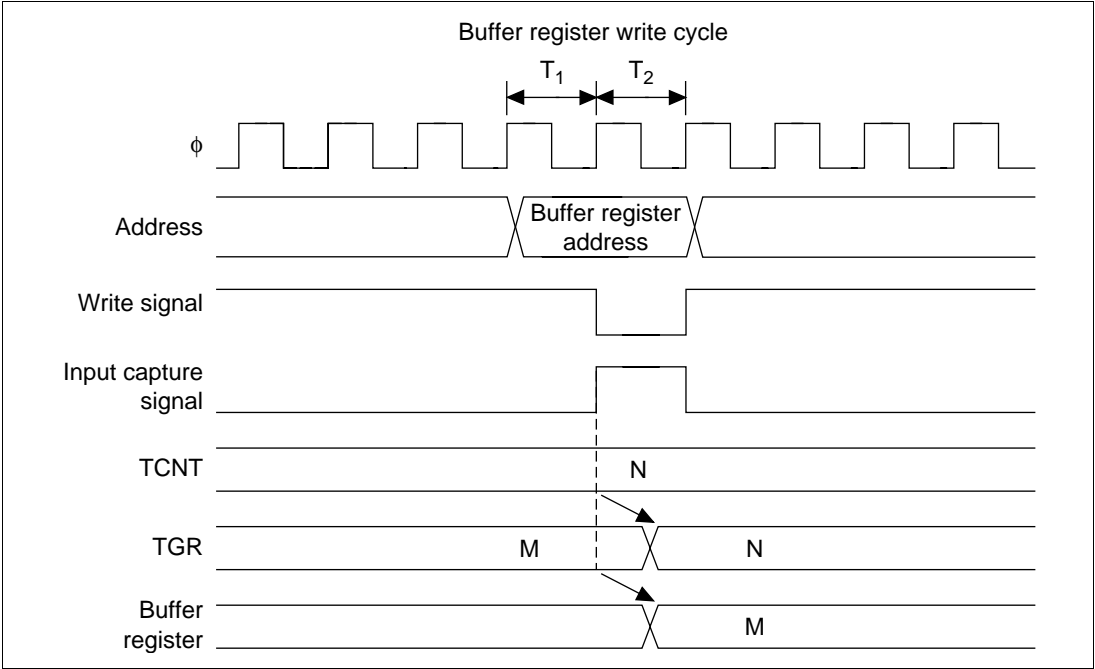 Buffer register write cycle
T1 T2
ϕ
Address
Buffer register
address
Write signal
Input capture
signal
TCNT
N
TGR
M N
Buffer
register
M